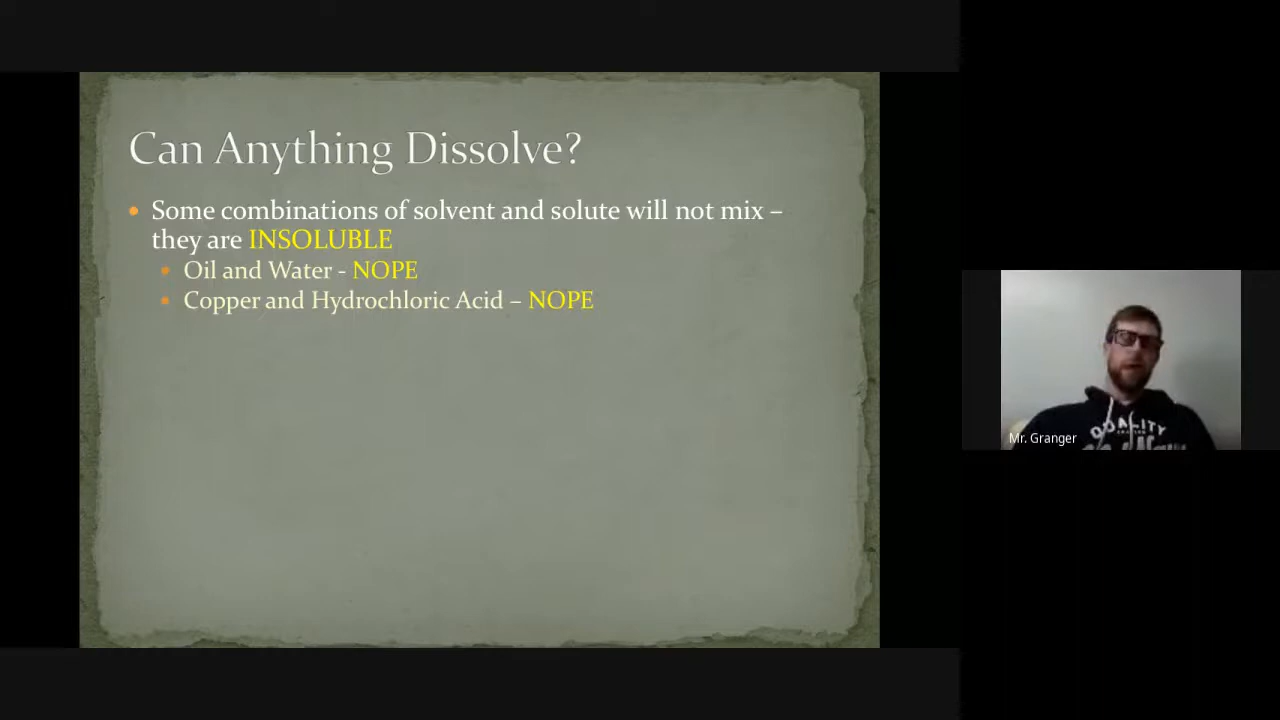 Can Anything Dissolve?
Some combinations of solvent and solute will not mix –
they are INSOLUBLE
Oil and Water - NOPE
Copper and Hydrochloric Acid – NOPE
Mr. Granger
QUALITY